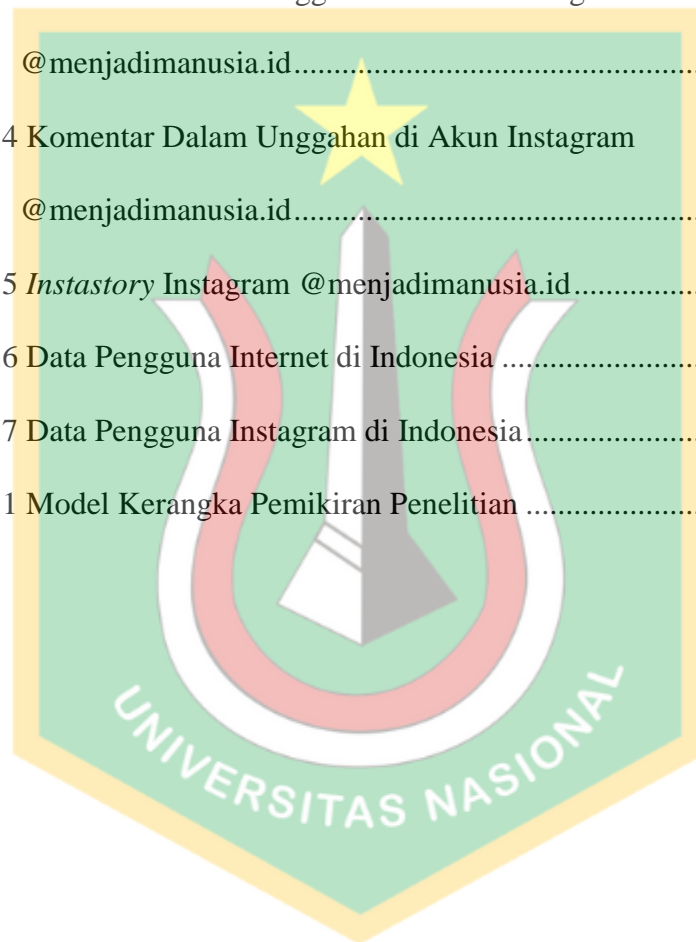 @menjadimanusia.id............................................
4 Komentar Dalam Unggahan di Akun Instagram
@menjadimanusia.id............................................
5 Instastory Instagram @menjadimanusia.id..............
6 Data Pengguna Internet di Indonesia ......................
7 Data Pengguna Instagram di Indonesia...................
1 Model Kerangka Pemikiran Penelitian ...................
UNIVERSITAS NASIONAL